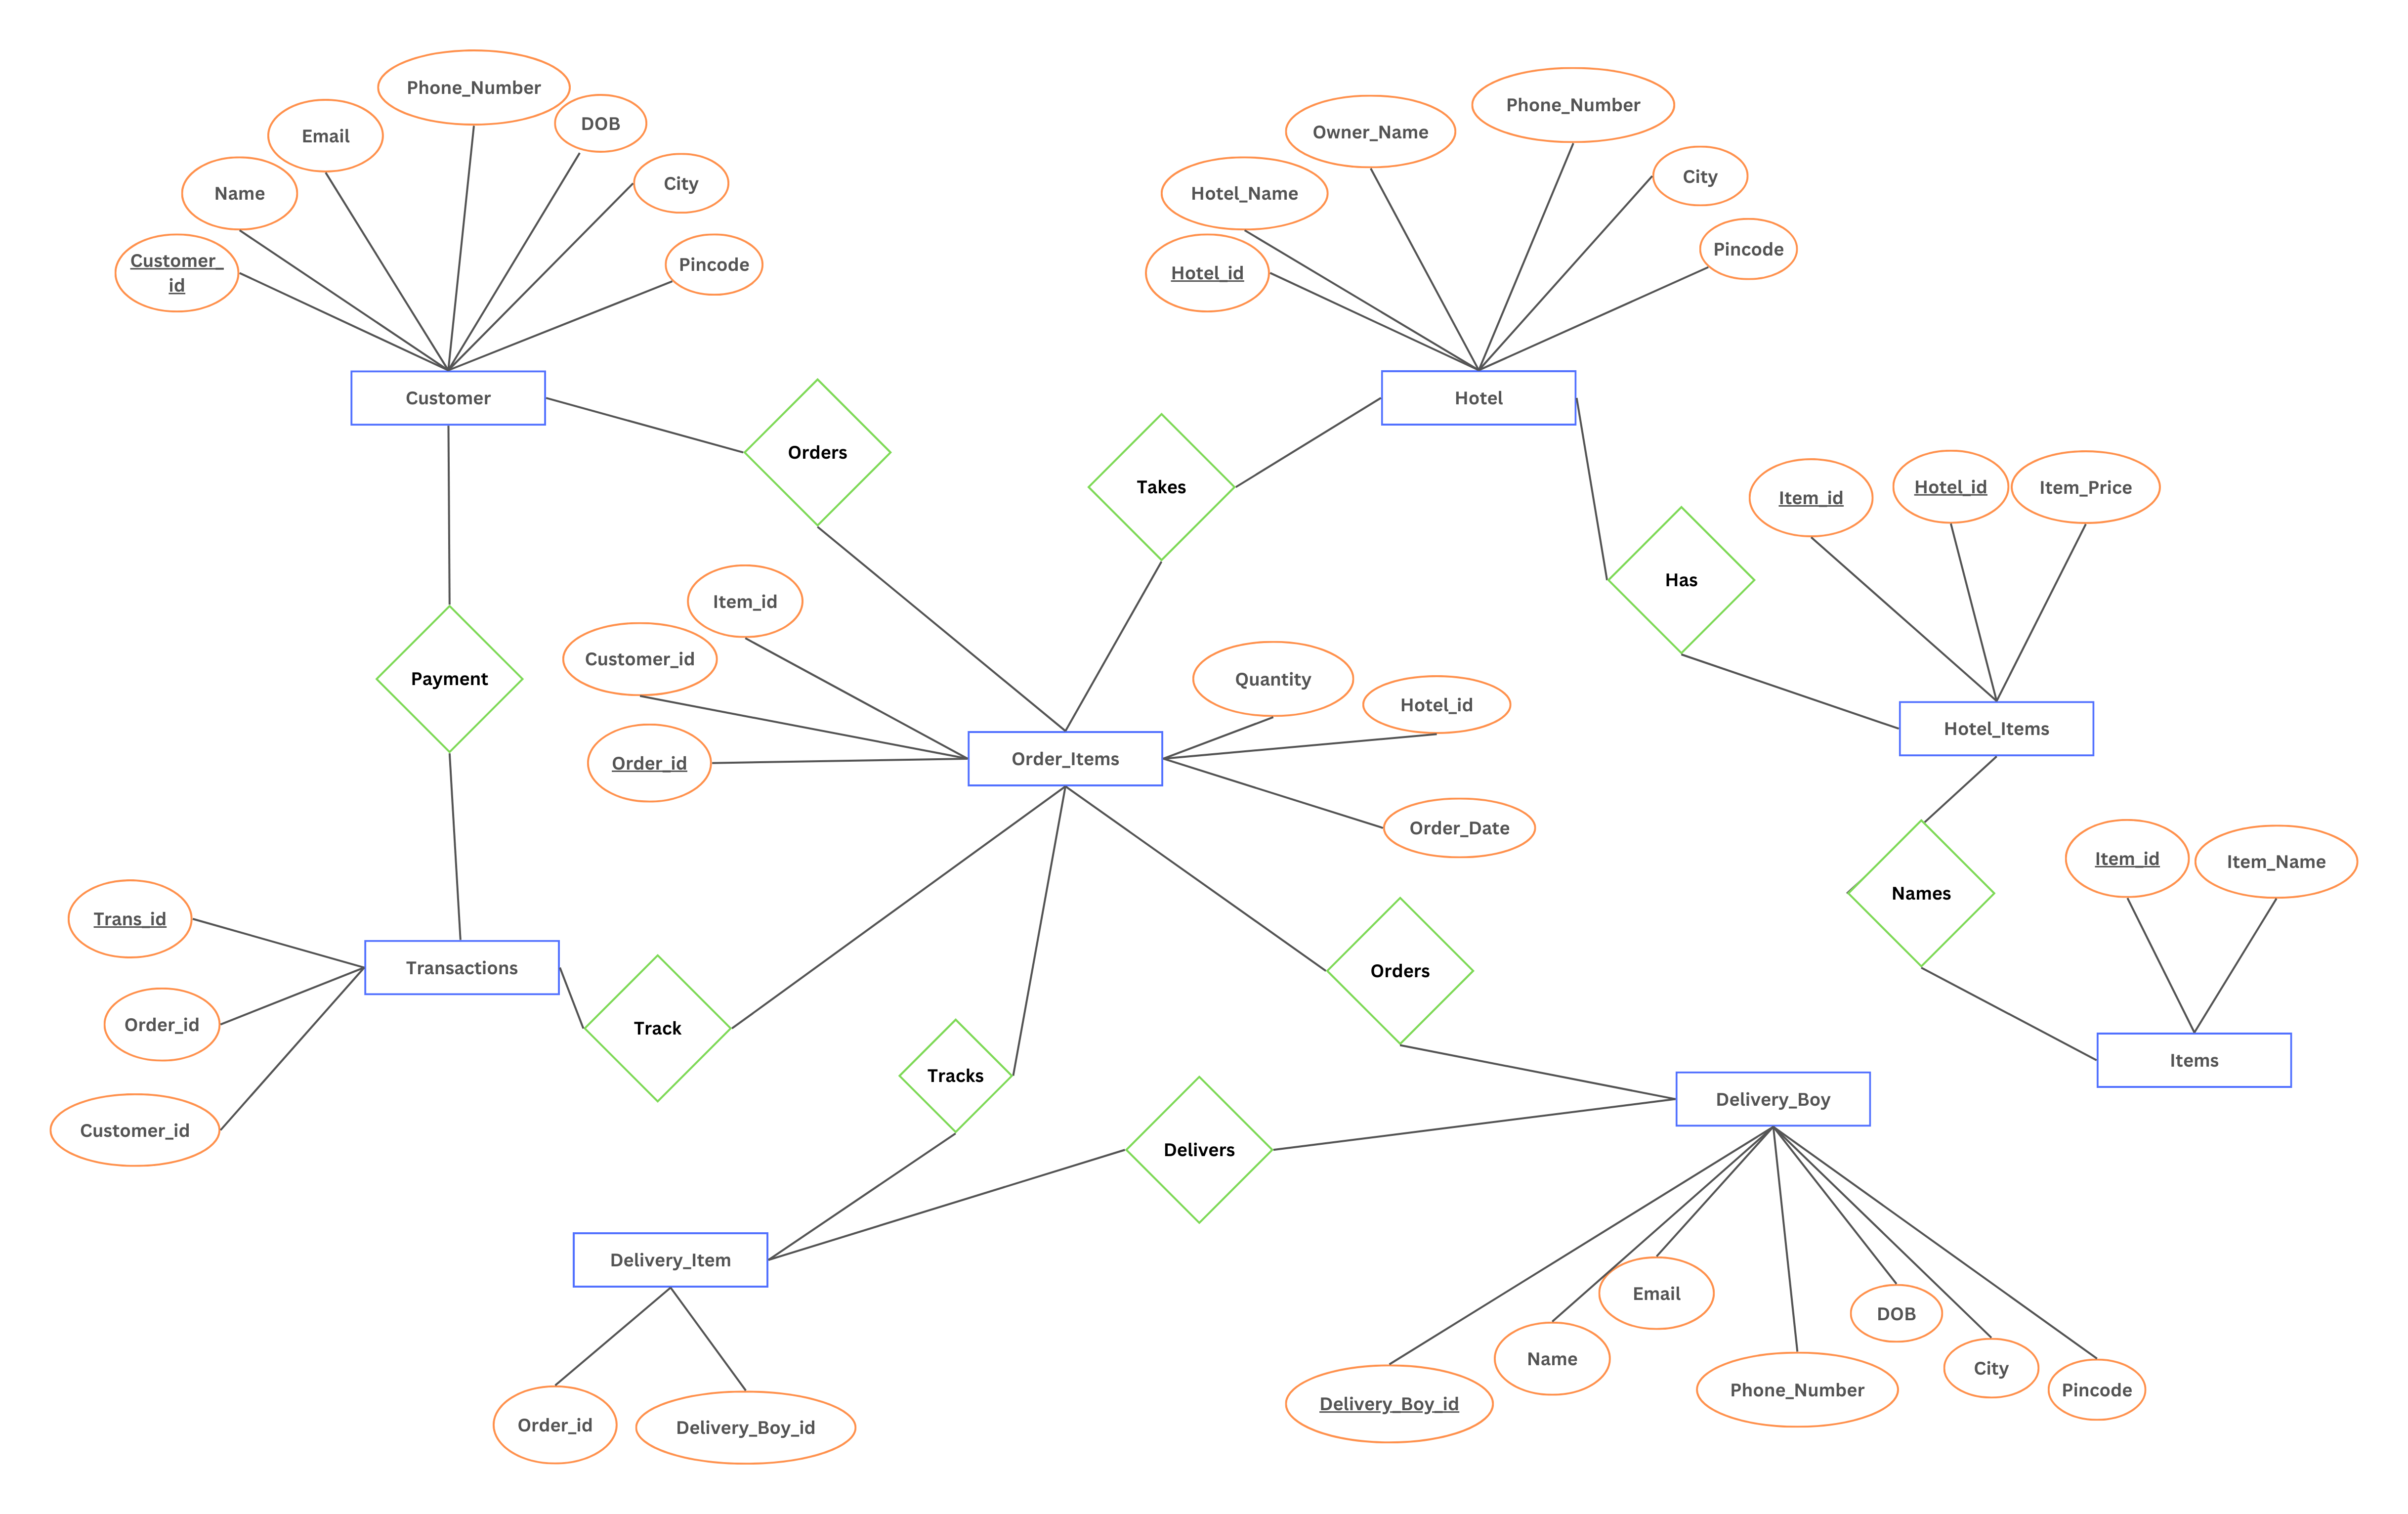 Phone_Number
DOB
Email
City
Name
Customer_
id
Pincode
Customer
Phone_Number
Owner_Name
City
Hotel_Name
Pincode
Hotel_id
Hotel
Orders
Takes
Item_id
Hotel_id
Item_Price
Has
Hotel_Items
Payment
Item_id
Customer_id
Order_id
Order_Items
Quantity
Hotel_id
Order_Date
Names
Item_id
Item_Name
Items
Trans_id
Transactions
Order_id
Customer_id
Track
Tracks
Orders
Delivers
Delivery_Boy
Delivery_Item
Order_id
Delivery_Boy_id
Email
DOB
Name
City
Phone_Number
Pincode
Delivery_Boy_id